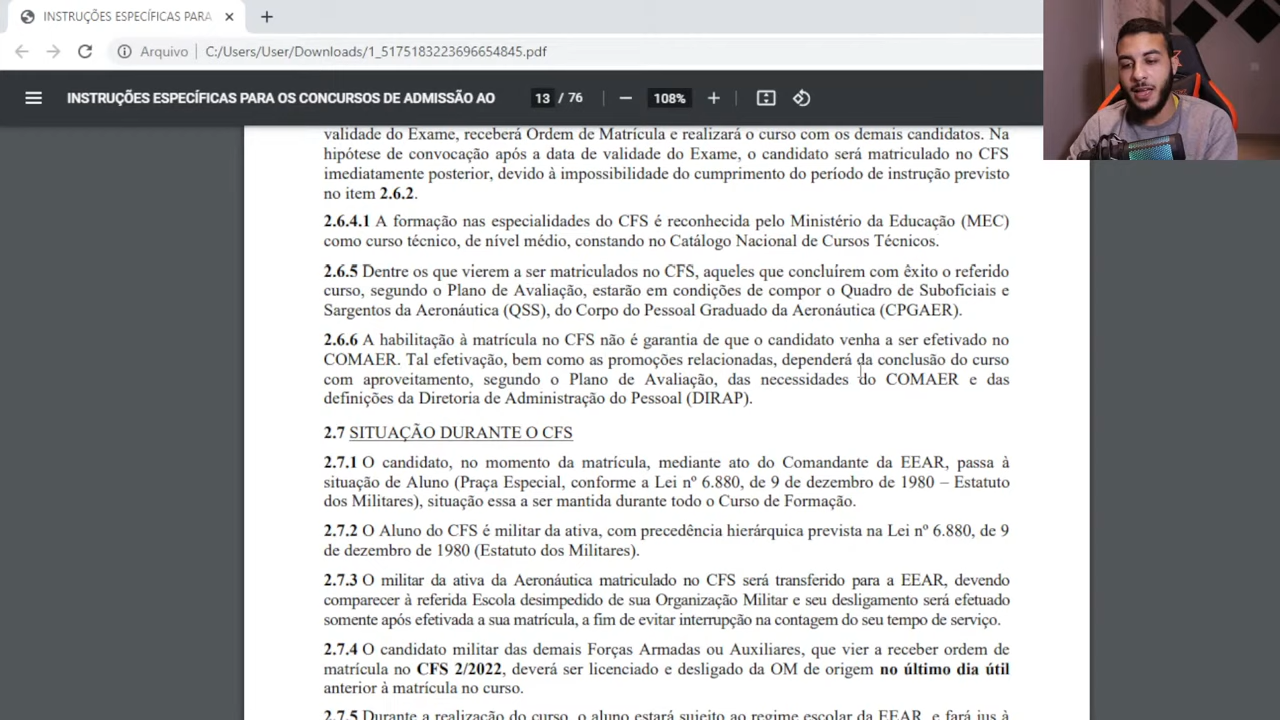 INSTRUÇÕES ESPECÍFICAS PARA
Arquivo C:/Users/User/Downloads/1_5175183223696654845.pdf
INSTRUÇÕES ESPECÍFICAS PARA OS CONCURSOS DE ADMISSÃO AO 13 / 76 108%
validade do Exame, receberá Ordem de Matrícula e realizará o curso com os demais candidatos. Na
hipótese de convocação após a data de validade do Exame, o candidato será matriculado no CFS
imediatamente posterior, devido à impossibilidade do cumprimento do período de instrução previsto
no item 2.6.2.
2.6.4.1 A formação nas especialidades do CFS é reconhecida pelo Ministério da Educação (MEC)
como curso técnico, de nível médio, constando no Catálogo Nacional de Cursos Técnicos.
2.6.5 Dentre os que vierem a ser matriculados no CFS, aqueles que concluírem com êxito o referido
curso, segundo o Plano de Avaliação, estarão em condições de compor o Quadro de Suboficiais e
Sargentos da Aeronáutica (QSS), do Corpo do Pessoal Graduado da Aeronáutica (CPGAER).
2.6.6 A habilitação à matrícula no CFS não é garantia de que o candidato venha a ser efetivado no
COMAER. Tal efetivação, bem como as promoções relacionadas, dependerá da conclusão do curso
com aproveitamento, segundo o Plano de Avaliação, das necessidades do COMAER e das
definições da Diretoria de Administração do Pessoal (DIRAP).
2.7 SITUAÇÃO DURANTE O CFS
2.7.1 O candidato, no momento da matrícula, mediante ato do Comandante da EEAR, passa à
situação de Aluno (Praça Especial, conforme a Lei nº 6.880, de 9 de dezembro de 1980 – Estatuto
dos Militares), situação essa a ser mantida durante todo o Curso de Formação.
2.7.2 O Aluno do CFS é militar da ativa, com precedência hierárquica prevista na Lei nº 6.880, de 9
de dezembro de 1980 (Estatuto dos Militares).
2.7.3 O militar da ativa da Aeronáutica matriculado no CFS será transferido para a EEAR, devendo
comparecer à referida Escola desimpedido de sua Organização Militar e seu desligamento será efetuado
somente após efetivada a sua matrícula, a fim de evitar interrupção na contagem do seu tempo de serviço.
2.7.4 O candidato militar das demais Forças Armadas ou Auxiliares, que vier a receber ordem de
matrícula no CFS 2/2022, deverá ser licenciado e desligado da OM de origem no último dia útil
anterior à matrícula no curso.
2.7.5 Durante a realização do curso, o aluno estará sujeito ao regime escolar da EEAR, e fará jus à